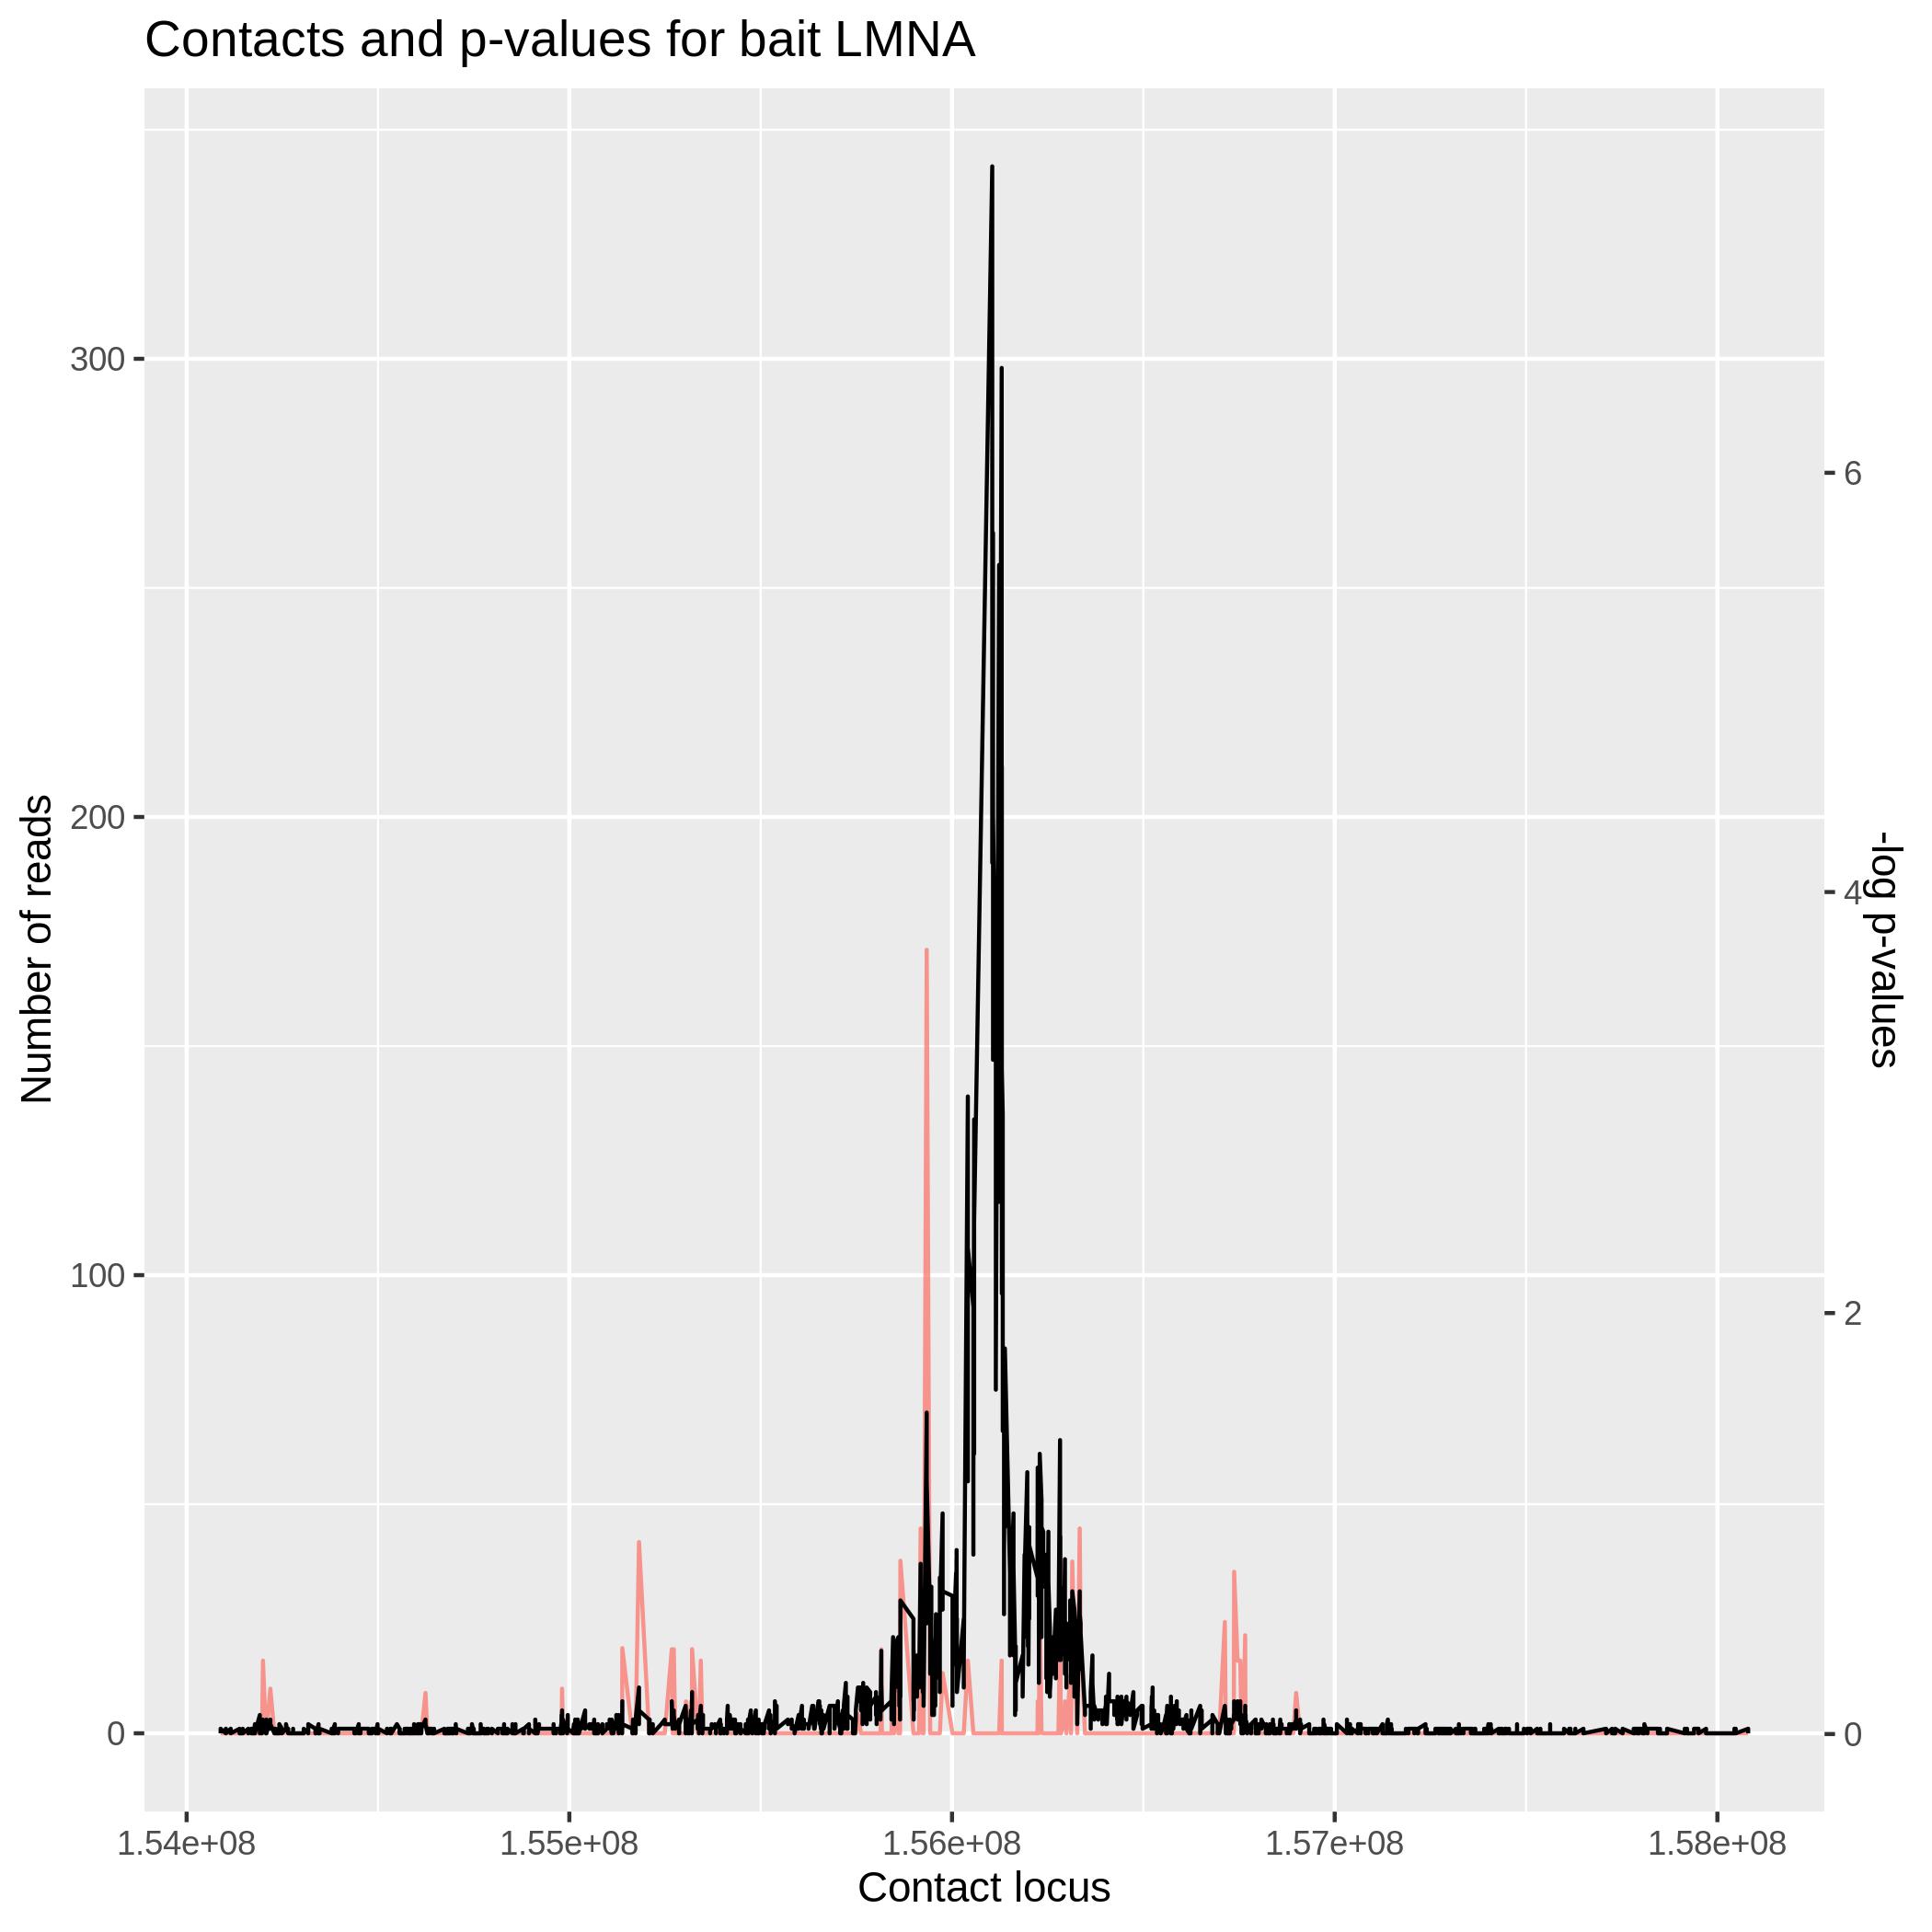 Contacts and p-values for bait LMNA
Number of reads
300
200
100
0
6
4
2
0
-log p-values
1.54e+08 1.55e+08 1.56e+08 1.57e+08 1.58e+08
Contact locus